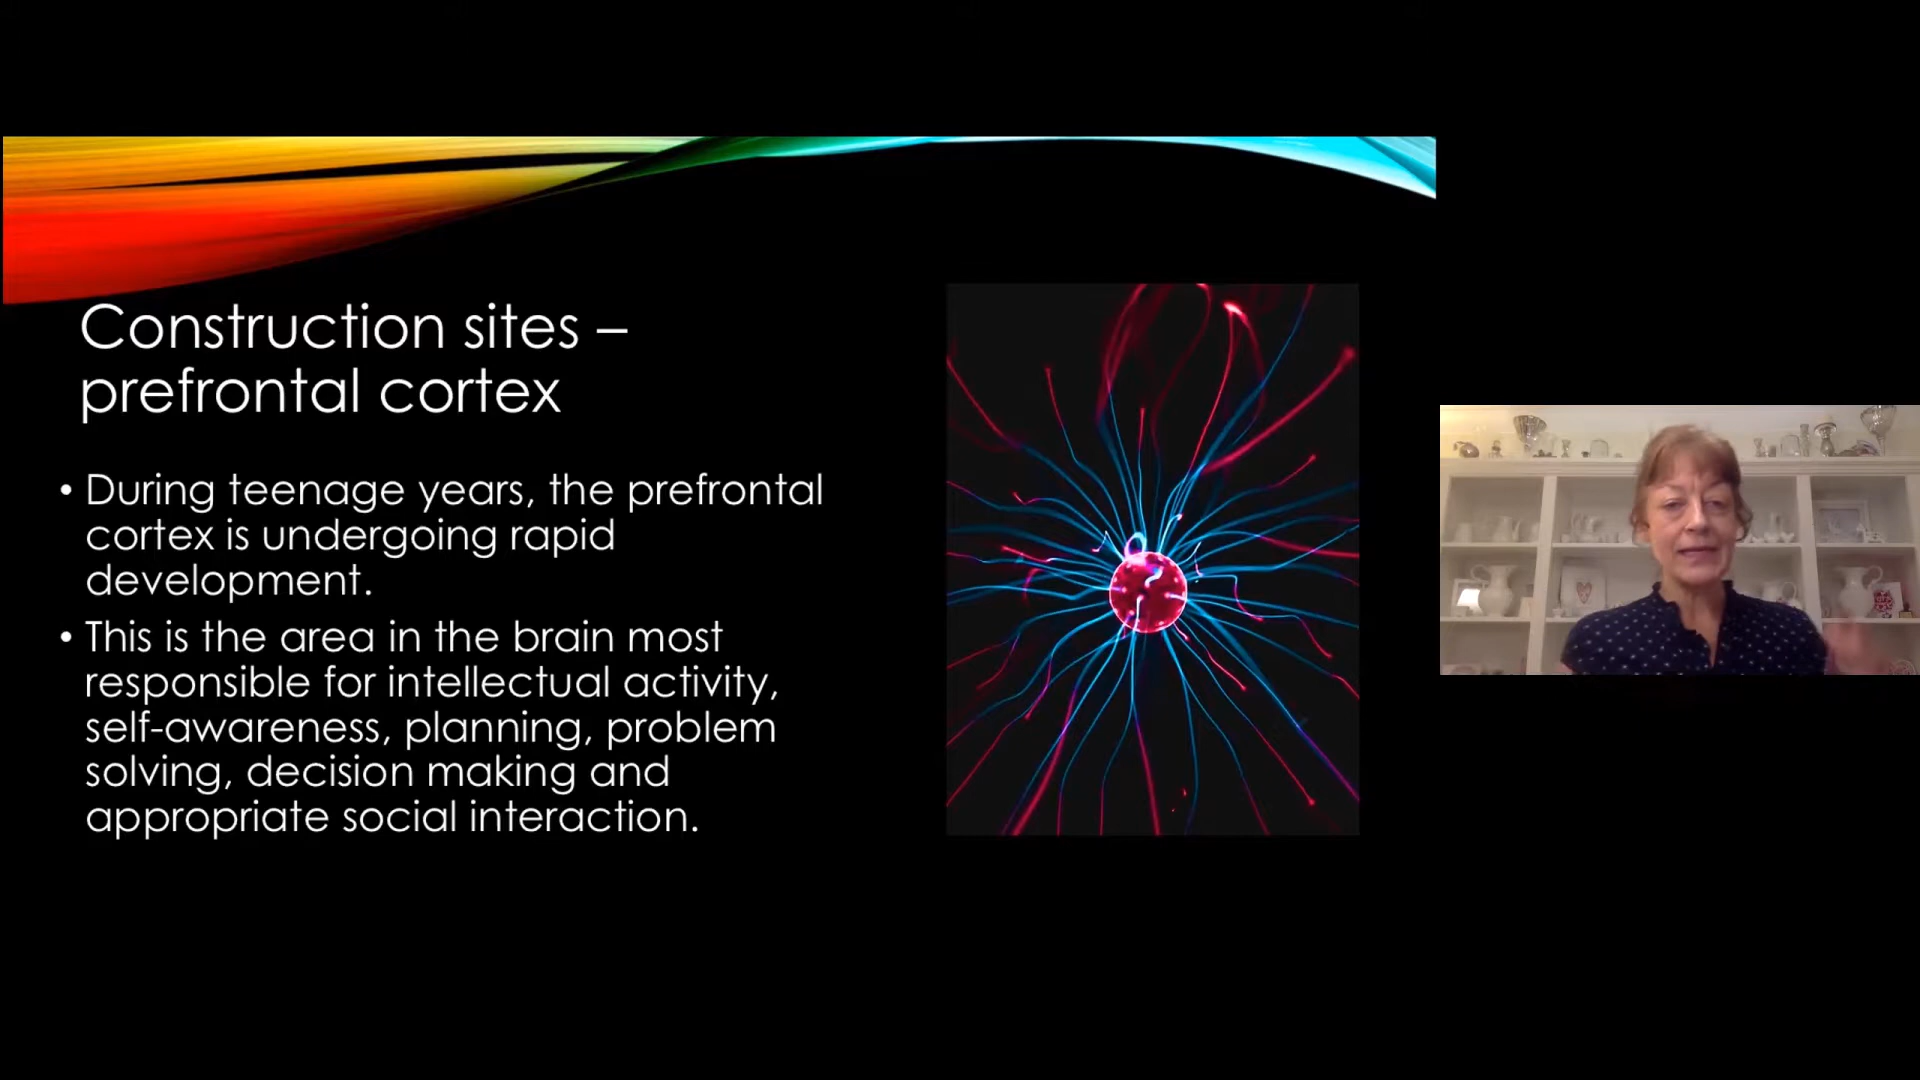 Construction sites –
prefrontal cortex
• During teenage years, the prefrontal
cortex is undergoing rapid
development.
• This is the area in the brain most
responsible for intellectual activity,
self-awareness, planning, problem
solving, decision making and
appropriate social interaction.